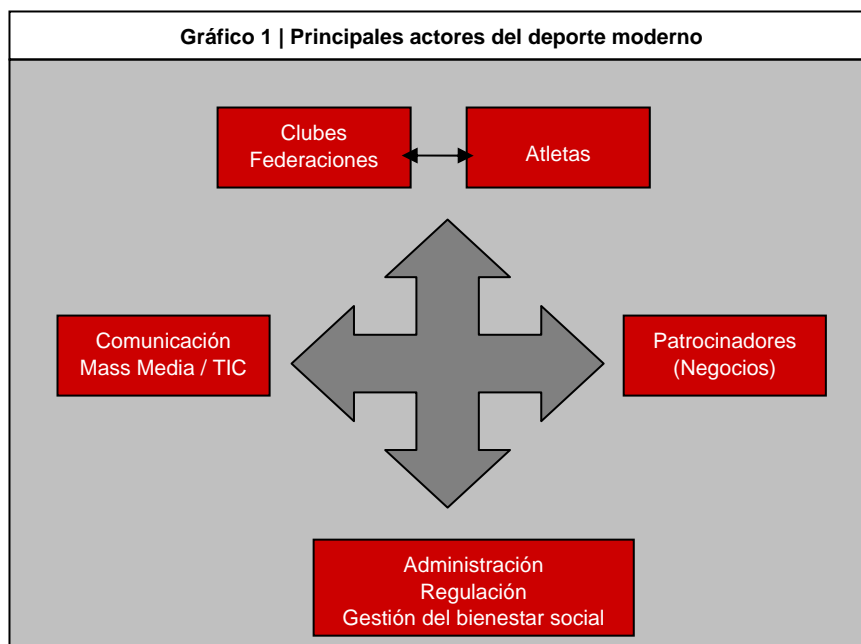 Gráfico 1 | Principales actores del deporte moderno
Clubes
Federaciones
Atletas
Comunicación
Mass Media / TIC
Patrocinadores
(Negocios)
Administración
Regulación
Gestión del bienestar social